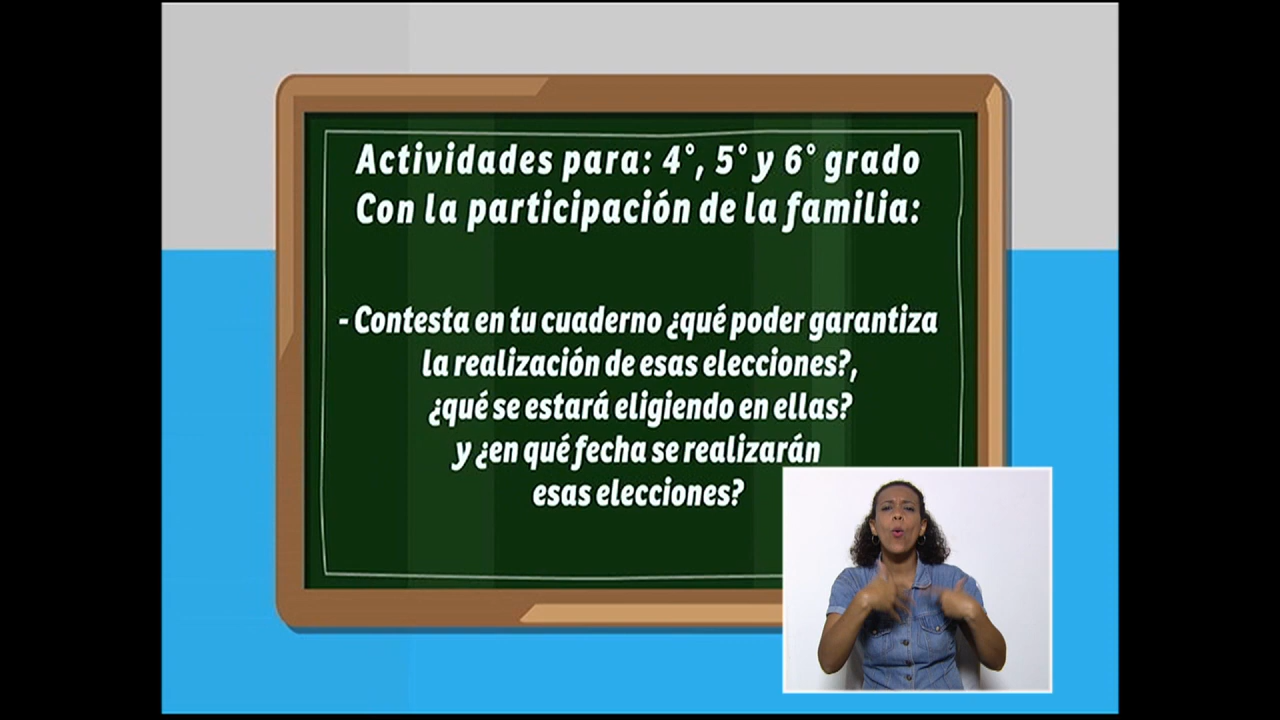 Actividades para: 4°, 5° y 6° grado
Con la participación de la familia:
- Contesta en tu cuaderno ¿qué poder garantiza
la realización de esas elecciones?,
¿qué se estará eligiendo en ellas?
y ¿en qué fecha se realizarán
esas elecciones?